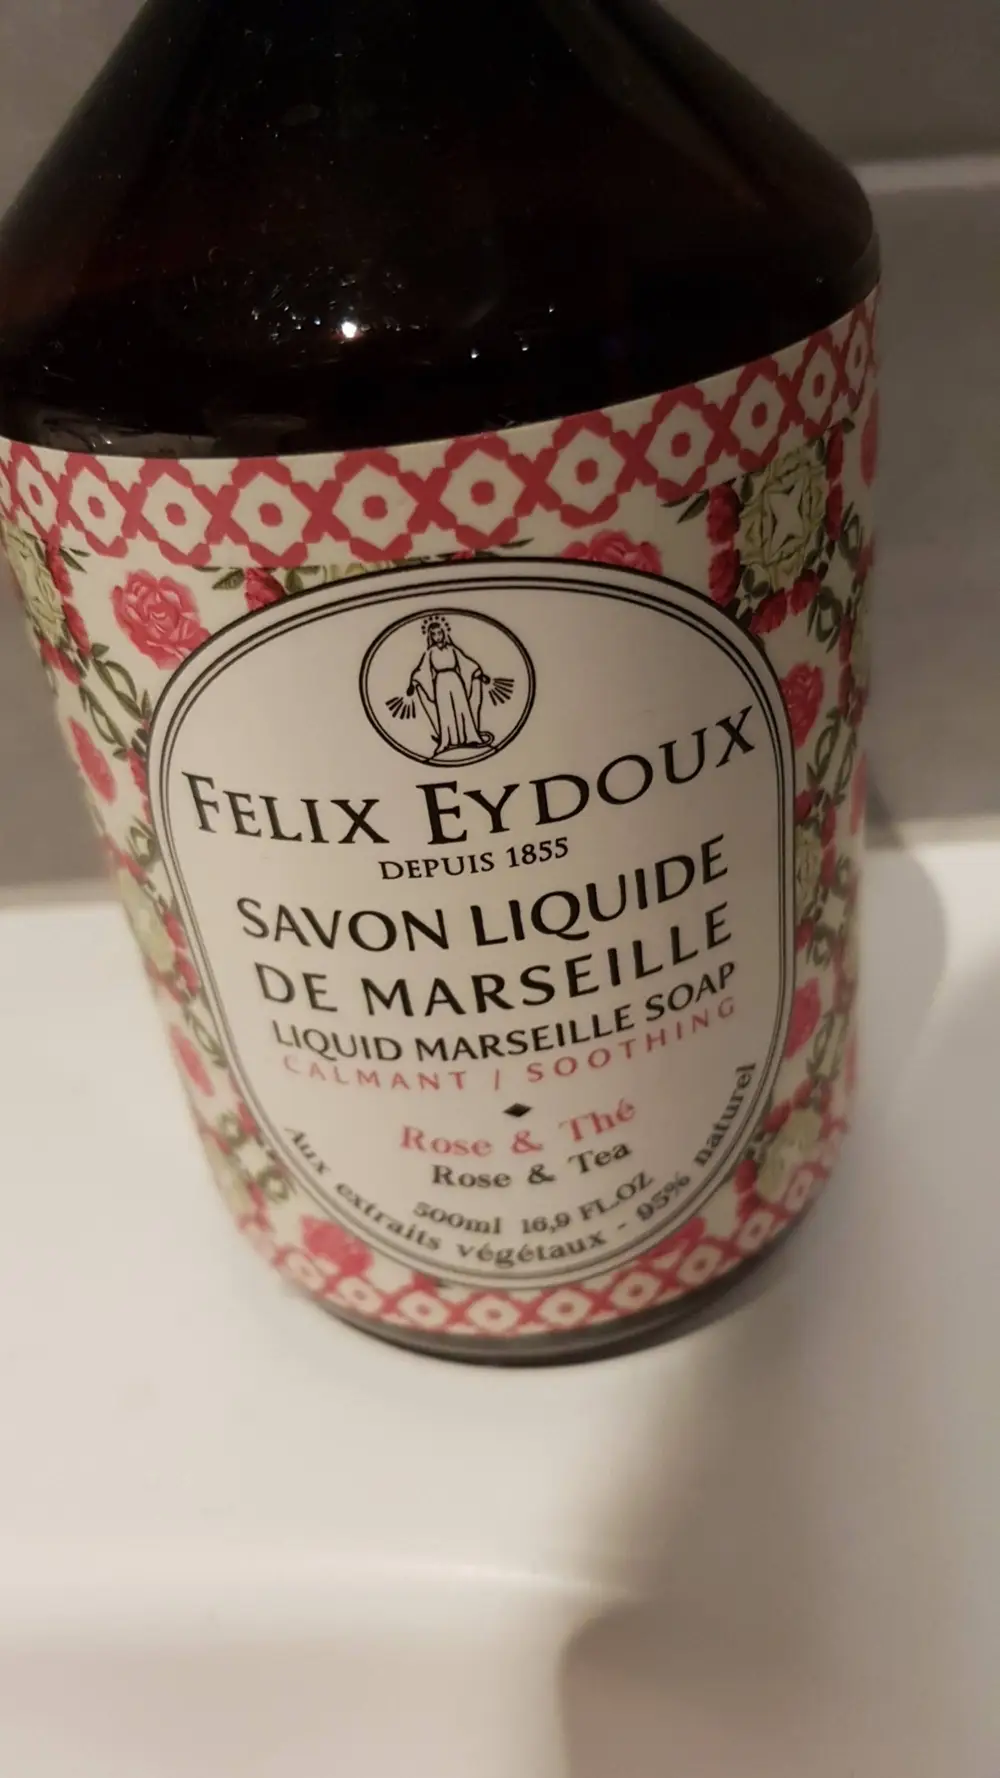 FELIX EYDOUX
DEPUIS 1855
SAVON LIQUIDE
DE MARSEILLE
LIQUID MARSEILLE SOAP
CALMANT / SOOTHING
Rose & Thé
Rose & Tea
500ml 16,9 FL.OZ
Aux extraits végétaux - 95% naturel